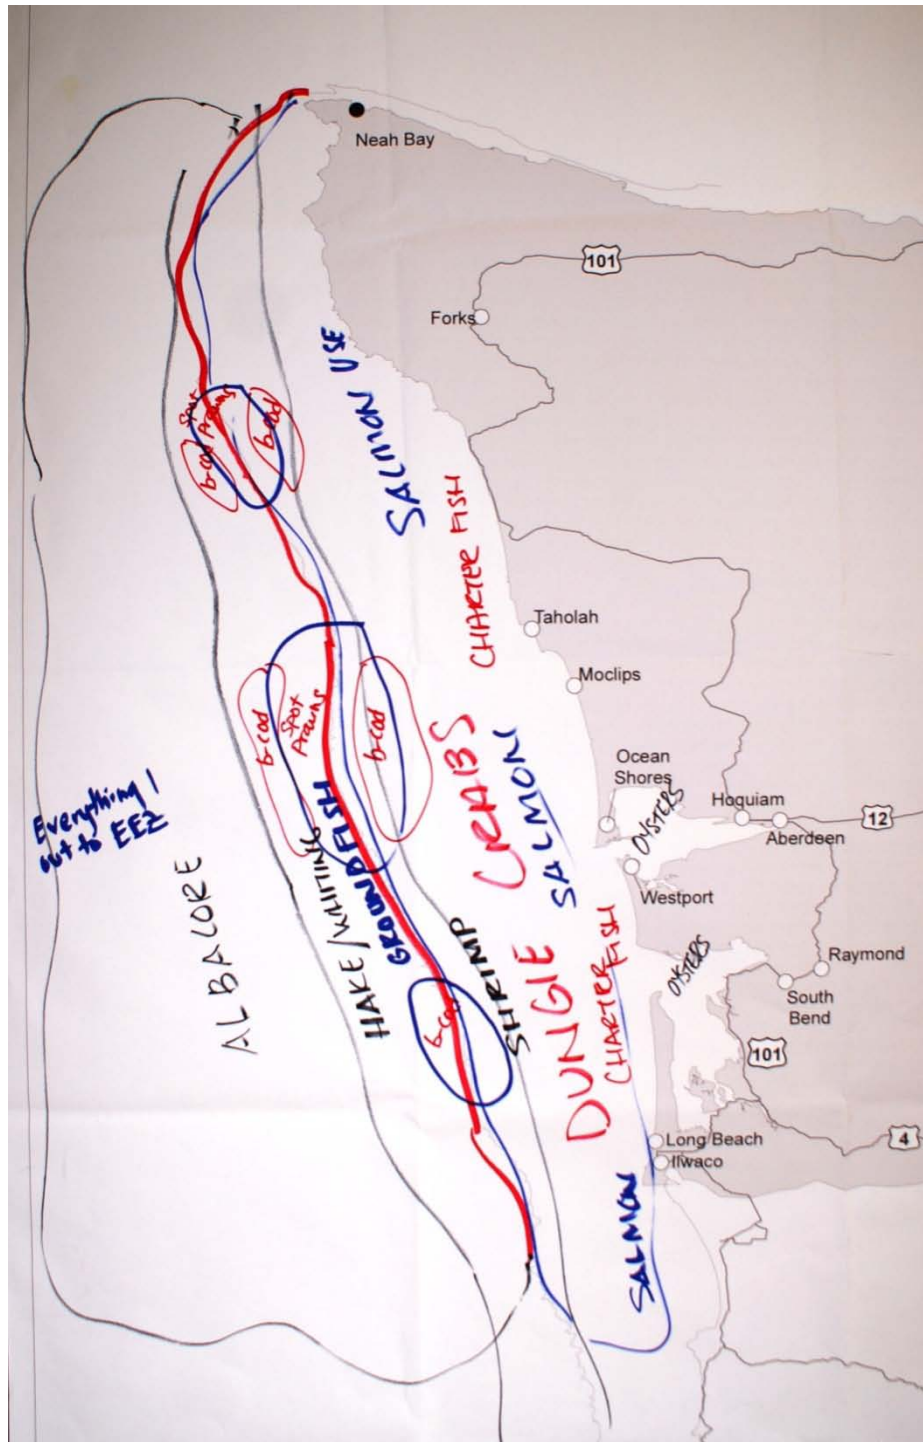 Neah Bay
101
Forks
SALMON USE
Spot
Prawns
b-cod
b-cod
CHARTER FISH
Taholah
Moclips
b-cod
Spot
Prawns
b-cod
CRABS
SALMON
Ocean
Shores
OYSTERS
Hoquiam
Aberdeen
12
Westport
Everything
out to EEZ
ALBACORE
HAKE/WHITING
GROUNDFISH
SHRIMP
DUNGIE
CHARTER FISH
OYSTERS
Raymond
South
Bend
101
b-cod
4
Long Beach
Ilwaco
SALMON